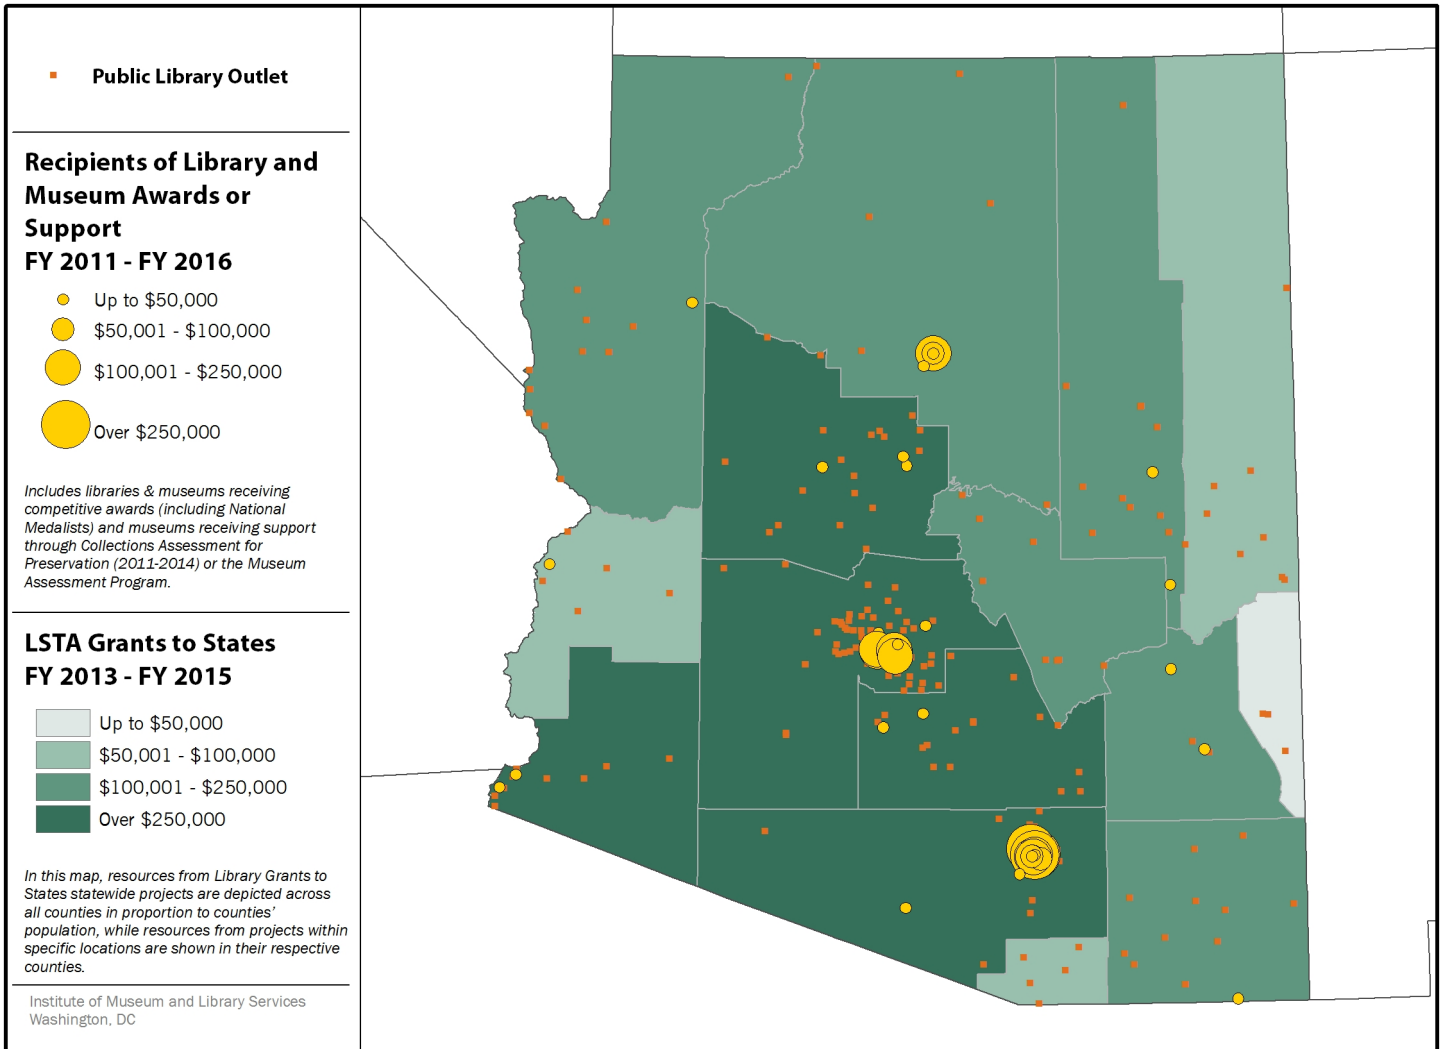 Public Library Outlet
Recipients of Library and
Museum Awards or
Support
FY 2011 - FY 2016
Up to $50,000
$50,001 - $100,000
$100,001 - $250,000
Over $250,000
Includes libraries & museums receiving
competitive awards (including National
Medalists) and museums receiving support
through Collections Assessment for
Preservation (2011-2014) or the Museum
Assessment Program.
LSTA Grants to States
FY 2013 - FY 2015
Up to $50,000
$50,001 - $100,000
$100,001 - $250,000
Over $250,000
In this map, resources from Library Grants to
States statewide projects are depicted across
all counties in proportion to counties'
population, while resources from projects within
specific locations are shown in their respective
counties.
Institute of Museum and Library Services
Washington, DC